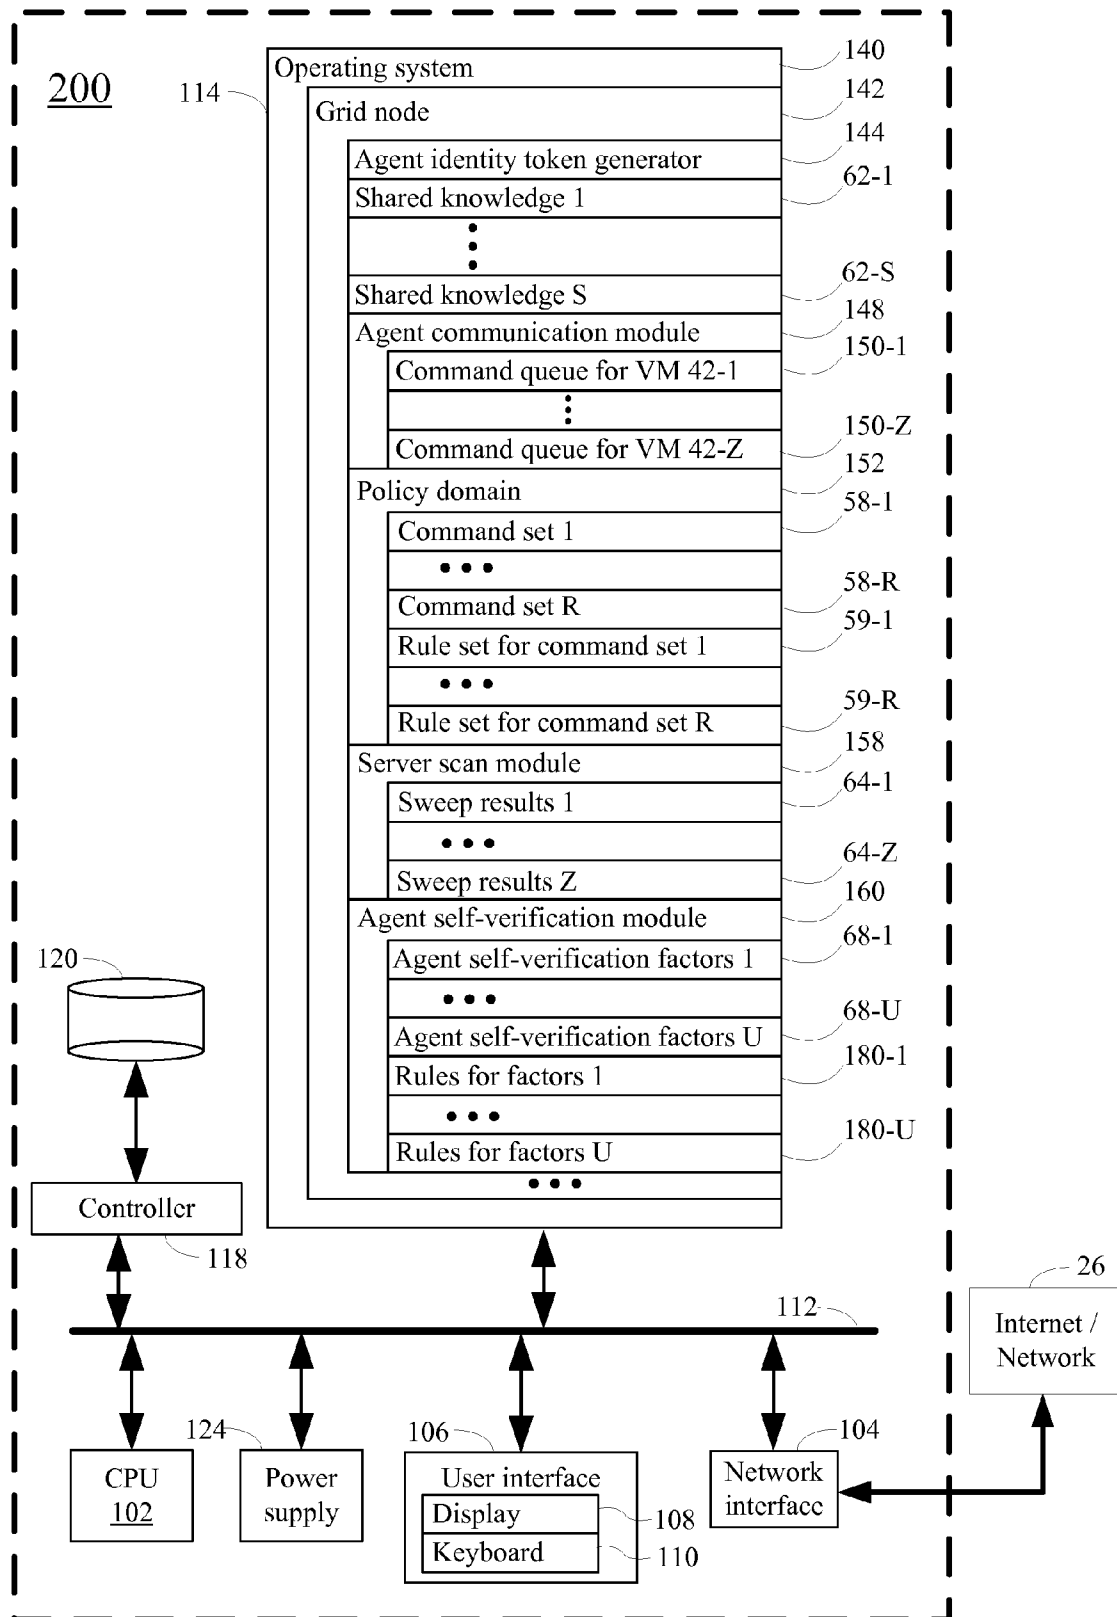 200
114
Operating system
140
Grid node
142
Agent identity token generator
144
Shared knowledge 1
62-1
Shared knowledge S
62-S
Agent communication module
148
Command queue for VM 42-1
150-1
Command queue for VM 42-Z
150-Z
Policy domain
152
Command set 1
58-1
Command set R
58-R
Rule set for command set 1
59-1
Rule set for command set R
59-R
Server scan module
158
Sweep results 1
64-1
Sweep results Z
64-Z
Agent self-verification module
160
Agent self-verification factors 1
68-1
Agent self-verification factors U
68-U
Rules for factors 1
180-1
Rules for factors U
180-U
120
Controller
118
112
26
Internet /
Network
CPU
102
124
Power
supply
106
User interface
Display
108
Keyboard
110
104
Network
interface